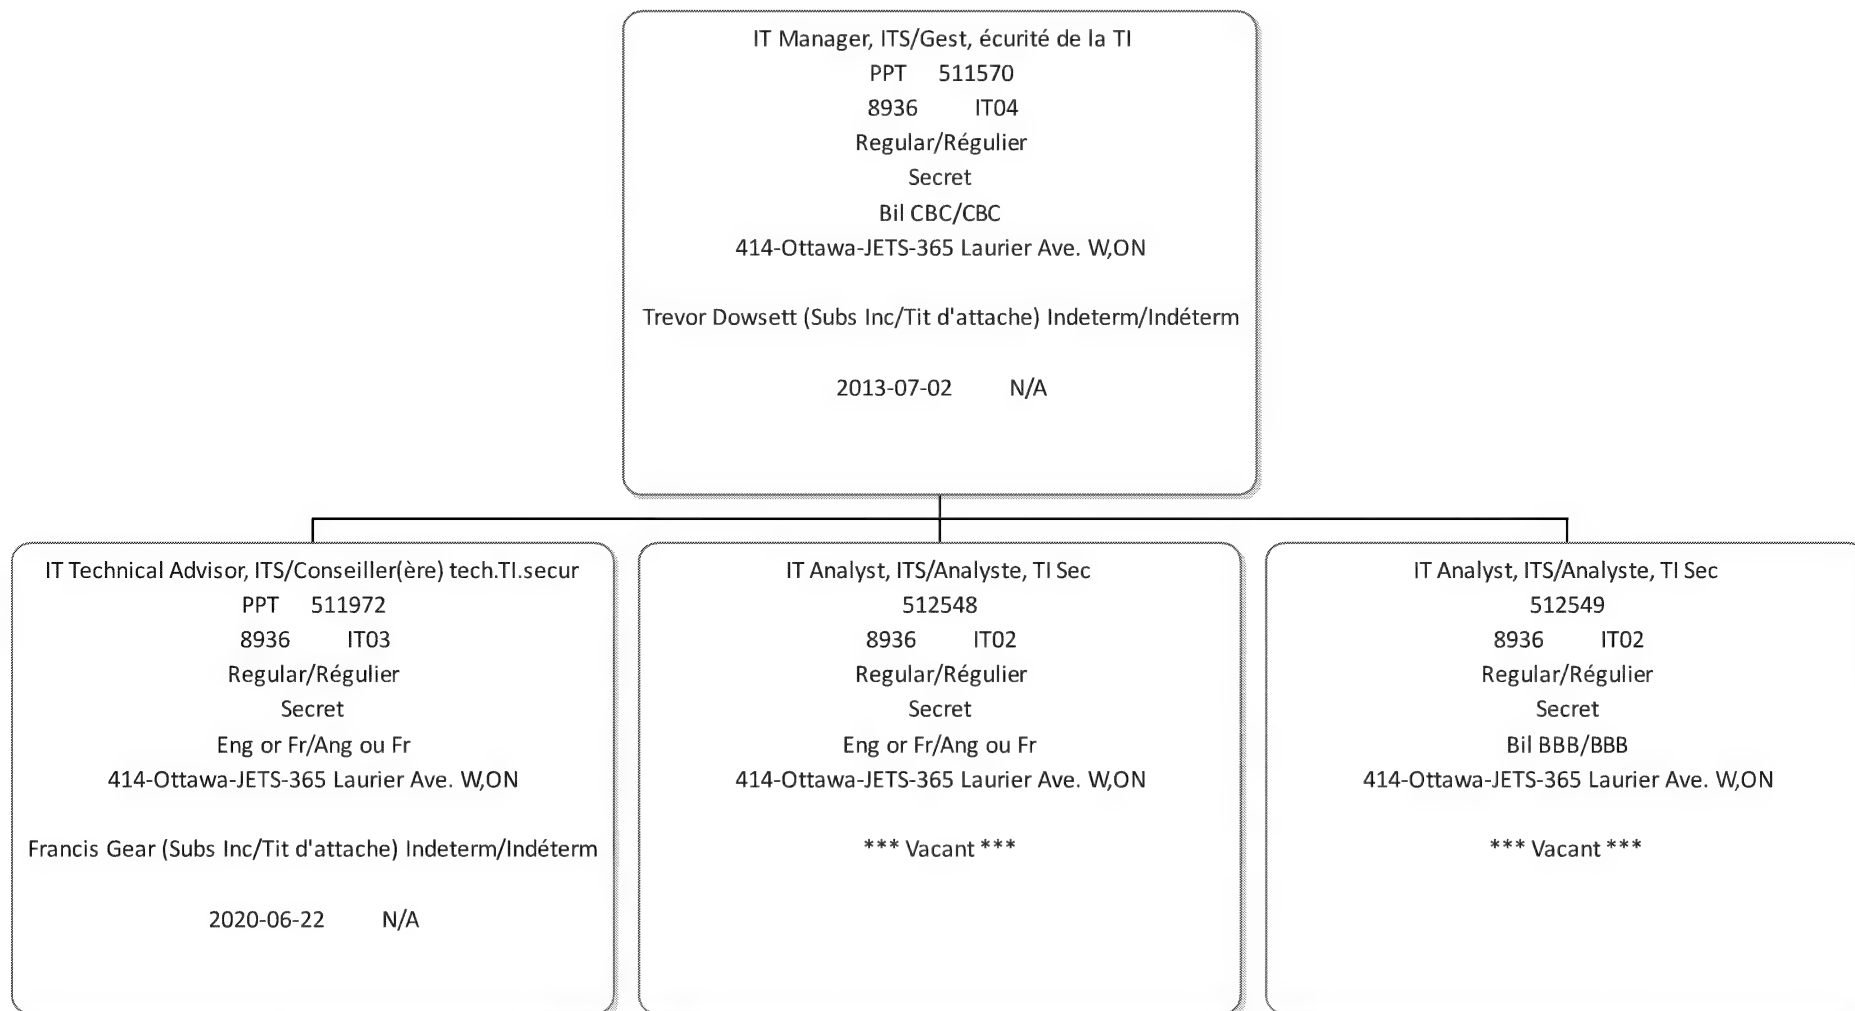 IT Manager, ITS/Gest, écurité de la TI
PPT 511570
8936 IT04
Regular/Régulier
Secret
Bil CBC/CBC
414-Ottawa-JETS-365 Laurier Ave. W,ON
Trevor Dowsett (Subs Inc/Tit d'attache) Indeterm/Indéterm
2013-07-02 N/A
IT Technical Advisor, ITS/Conseiller(ère) tech.TI.secur
PPT 511972
8936 IT03
Regular/Régulier
Secret
Eng or Fr/Ang ou Fr
414-Ottawa-JETS-365 Laurier Ave. W,ON
Francis Gear (Subs Inc/Tit d'attache) Indeterm/Indéterm
2020-06-22 N/A
IT Analyst, ITS/Analyste, TI Sec
512548
8936 IT02
Regular/Régulier
Secret
Eng or Fr/Ang ou Fr
414-Ottawa-JETS-365 Laurier Ave. W,ON
*** Vacant ***
IT Analyst, ITS/Analyste, TI Sec
512549
8936 IT02
Regular/Régulier
Secret
Bil BBB/BBB
414-Ottawa-JETS-365 Laurier Ave. W,ON
*** Vacant ***